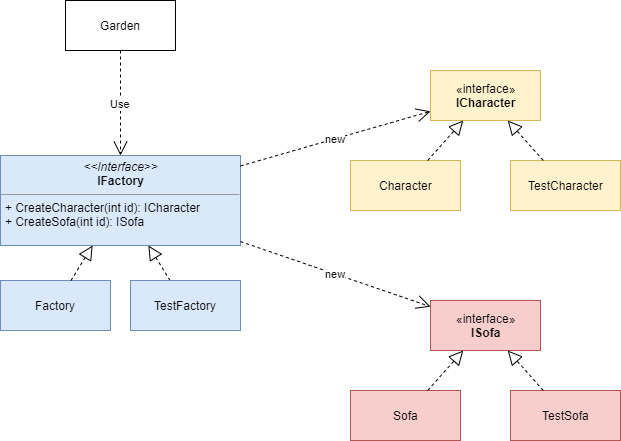 Garden
Use
<<Interface>>
IFactory
+ CreateCharacter(int id): ICharacter
+ CreateSofa(int id): ISofa
Factory
TestFactory
new
«interface»
ICharacter
Character
TestCharacter
new
«interface»
ISofa
Sofa
TestSofa